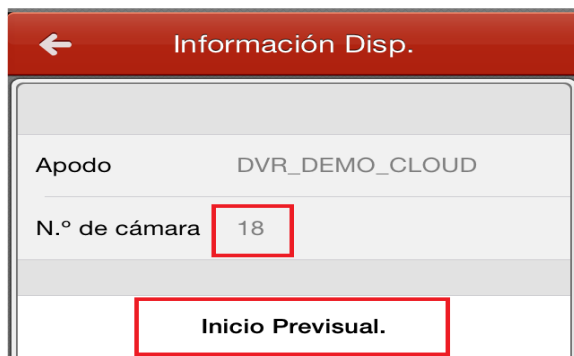 Información Disp.
Apodo DVR_DEMO_CLOUD
N.º de cámara 18
Inicio Previsual.